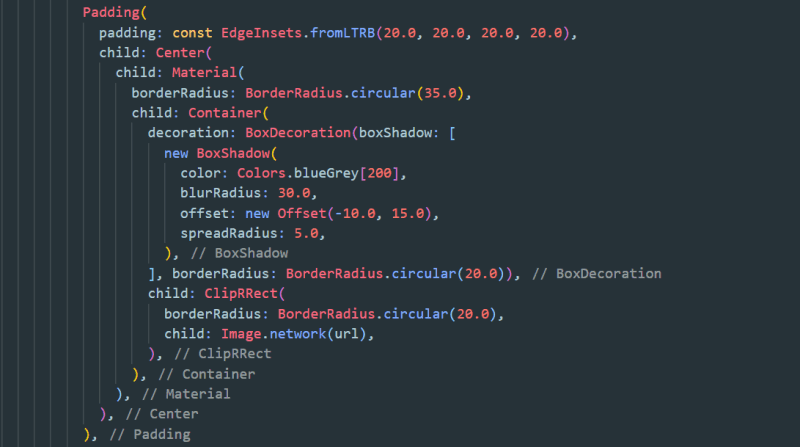 Padding(
  padding: const EdgeInsets.fromLTRB(20.0, 20.0, 20.0, 20.0),
  child: Center(
    child: Material(
      borderRadius: BorderRadius.circular(35.0),
      child: Container(
        decoration: BoxDecoration(boxShadow: [
          new BoxShadow(
            color: Colors.blueGrey[200],
            blurRadius: 30.0,
            offset: new Offset(-10.0, 15.0),
            spreadRadius: 5.0,
          ), // BoxShadow
        ], borderRadius: BorderRadius.circular(20.0)), // BoxDecoration
        child: ClipRRect(
          borderRadius: BorderRadius.circular(20.0),
          child: Image.network(url),
        ), // ClipRRect
      ), // Container
    ), // Material
  ), // Center
), // Padding